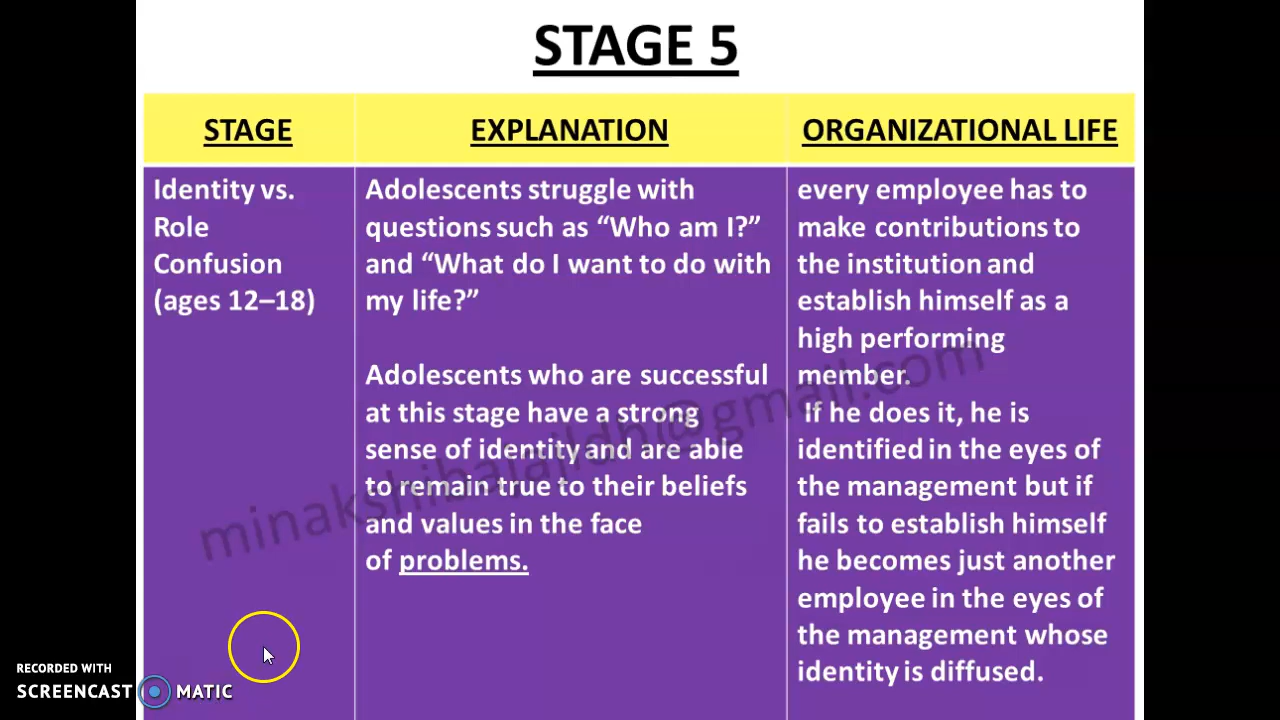 STAGE 5
STAGE
EXPLANATION
ORGANIZATIONAL LIFE
Identity vs.
Role
Confusion
(ages 12–18)
Adolescents struggle with
questions such as “Who am I?”
and “What do I want to do with
my life?”
Adolescents who are successful
at this stage have a strong
sense of identity and are able
to remain true to their beliefs
and values in the face
of problems.
every employee has to
make contributions to
the institution and
establish himself as a
high performing
member.
If he does it, he is
identified in the eyes of
the management but if
fails to establish himself
he becomes just another
employee in the eyes of
the management whose
identity is diffused.
minakshibajajldh@gmail.com
RECORDED WITH
SCREENCAST MATIC